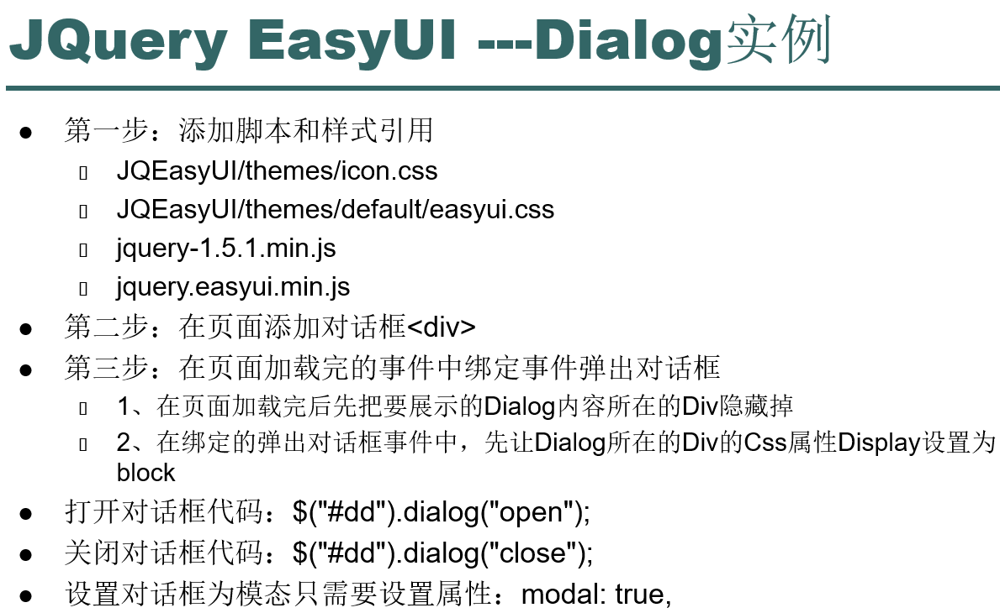 JQuery EasyUI ---Dialog实例
● 第一步：添加脚本和样式引用
▯ JQEasyUI/themes/icon.css
▯ JQEasyUI/themes/default/easyui.css
▯ jquery-1.5.1.min.js
▯ jquery.easyui.min.js
● 第二步：在页面添加对话框<div>
● 第三步：在页面加载完的事件中绑定事件弹出对话框
▯ 1、在页面加载完后先把要展示的Dialog内容所在的Div隐藏掉
▯ 2、在绑定的弹出对话框事件中，先让Dialog所在的Div的Css属性Display设置为
block
● 打开对话框代码：$("#dd").dialog("open");
● 关闭对话框代码：$("#dd").dialog("close");
● 设置对话框为模态只需要设置属性：modal: true,